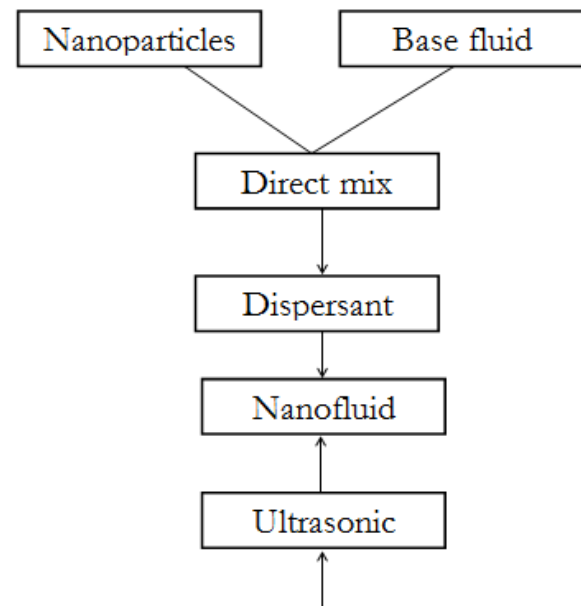 Nanoparticles
Base fluid
Direct mix
Dispersant
Nanofluid
Ultrasonic